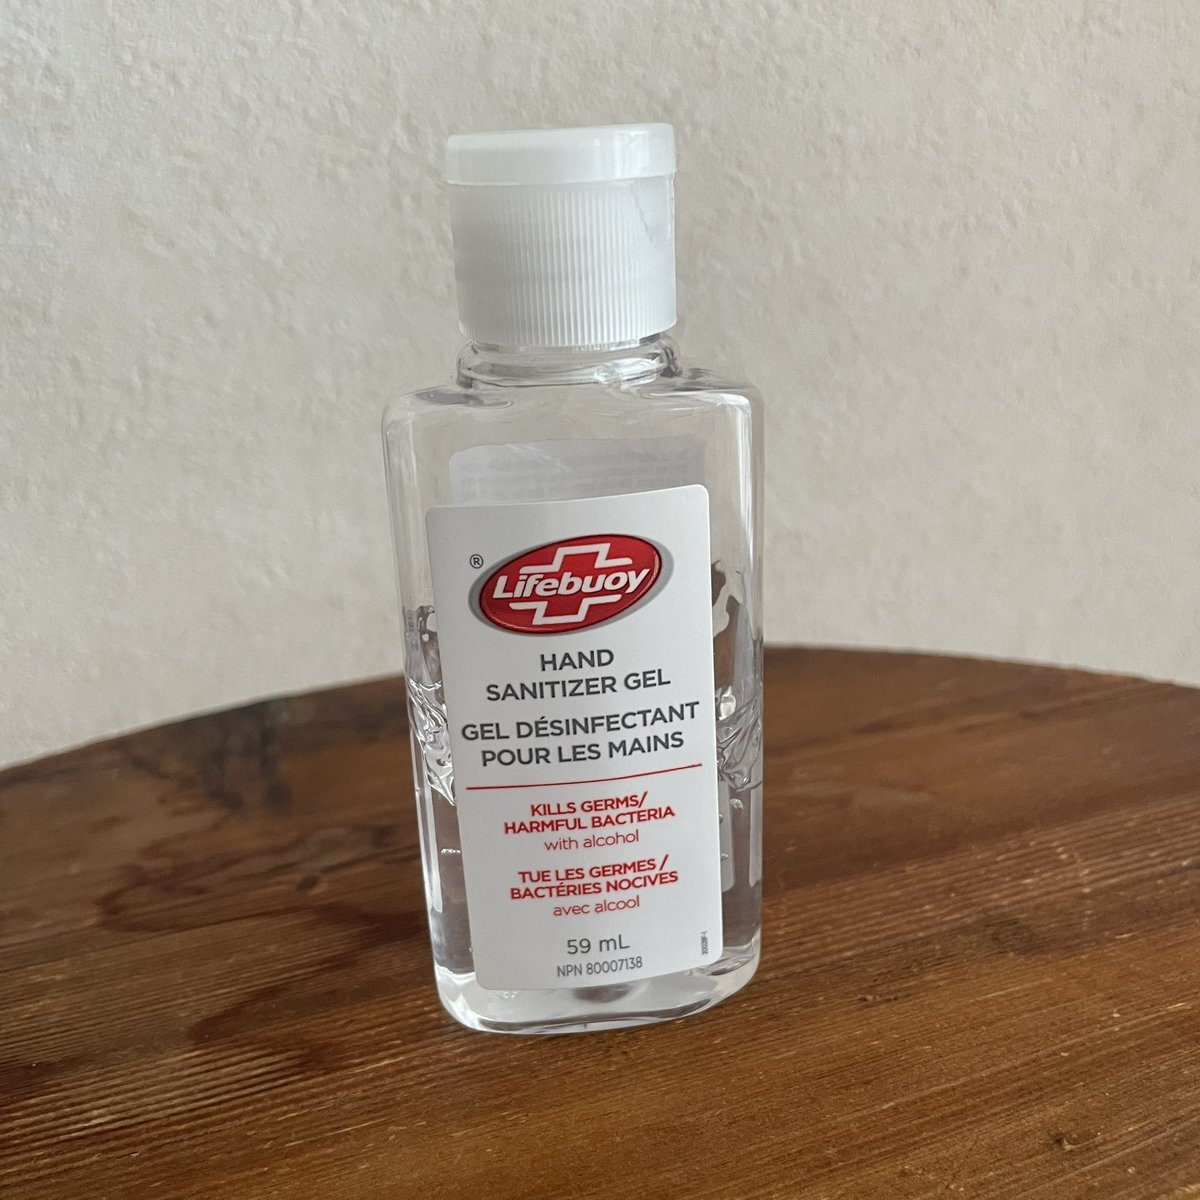 ®
Lifebuoy
HAND
SANITIZER GEL
GEL DÉSINFECTANT
POUR LES MAINS
KILLS GERMS/
HARMFUL BACTERIA
with alcohol
TUE LES GERMES /
BACTÉRIES NOCIVES
avec alcool
59 mL
NPN 80007138